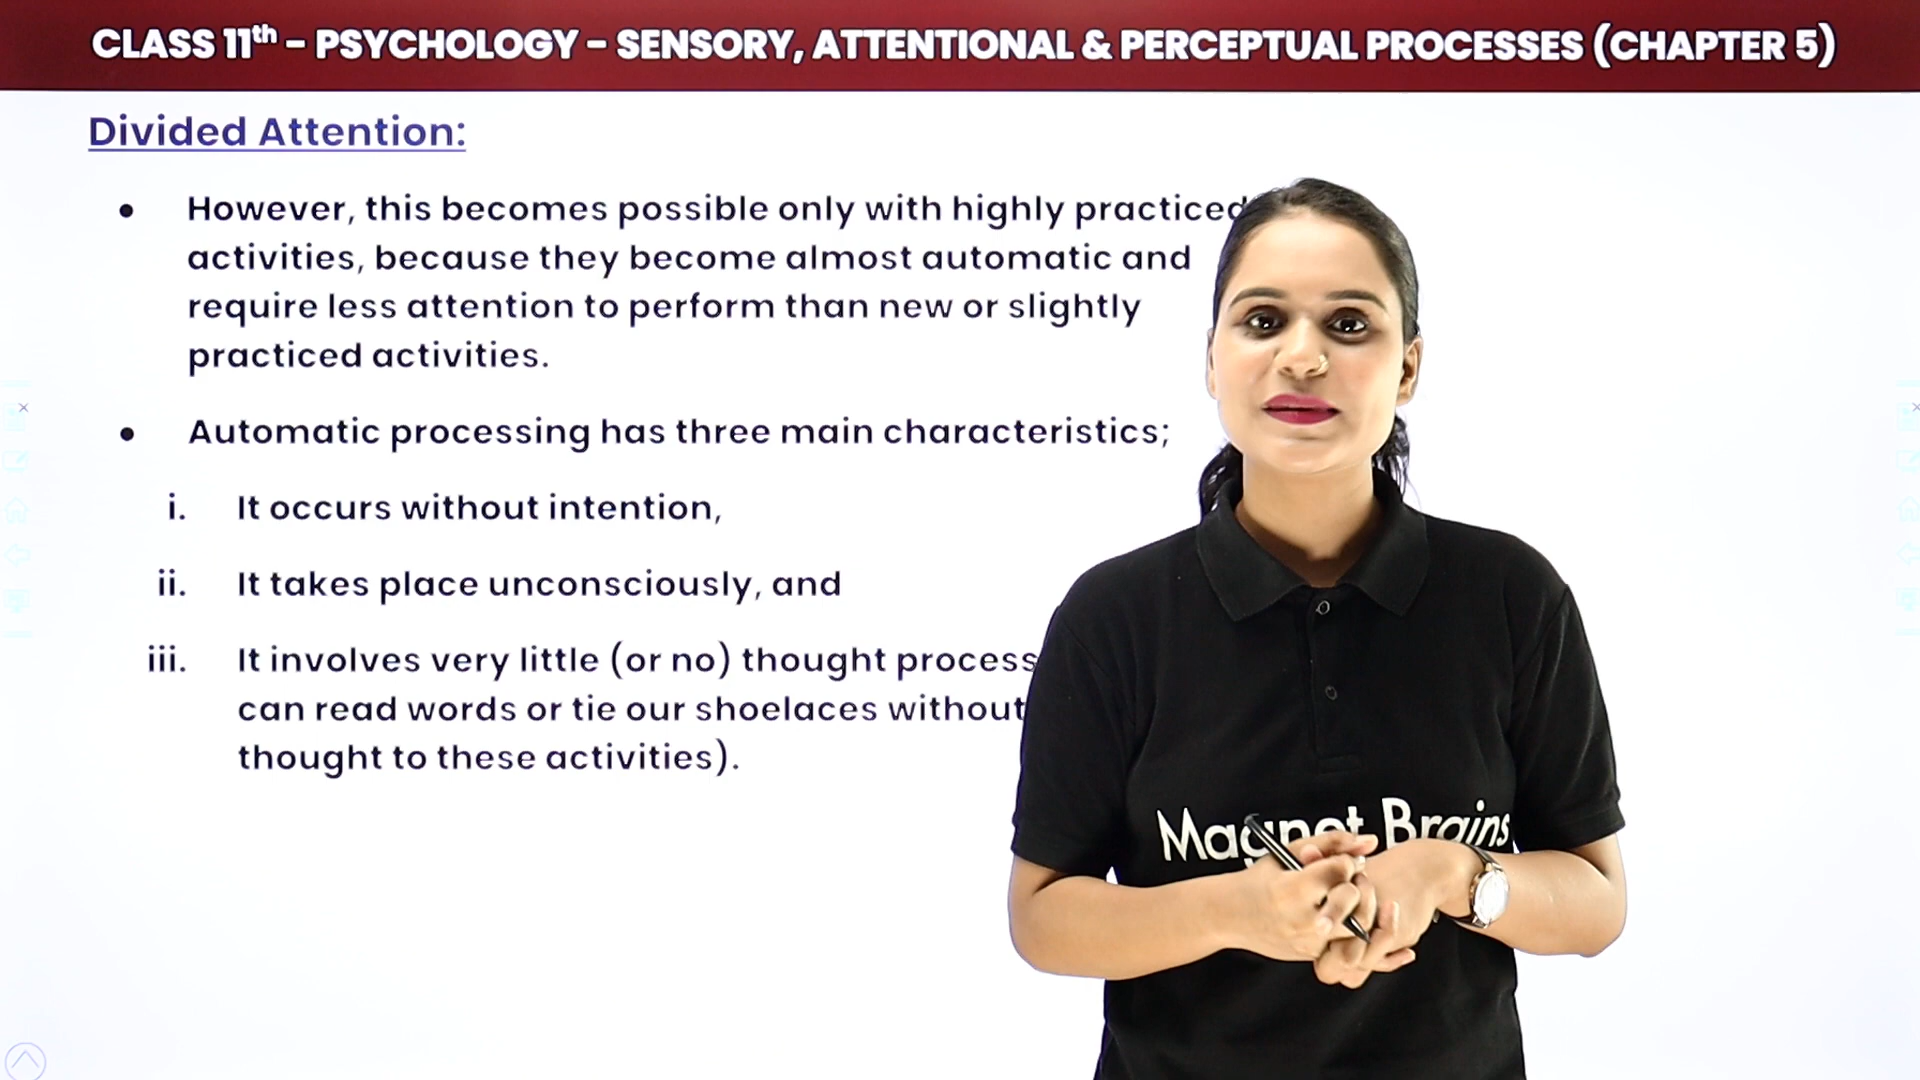 CLASS 11th – PSYCHOLOGY – SENSORY, ATTENTIONAL & PERCEPTUAL PROCESSES (CHAPTER 5)
Divided Attention:
• However, this becomes possible only with highly practiced
activities, because they become almost automatic and
require less attention to perform than new or slightly
practiced activities.
• Automatic processing has three main characteristics;
i. It occurs without intention,
ii. It takes place unconsciously, and
iii. It involves very little (or no) thought process
can read words or tie our shoelaces without
thought to these activities).
Magnet Brains